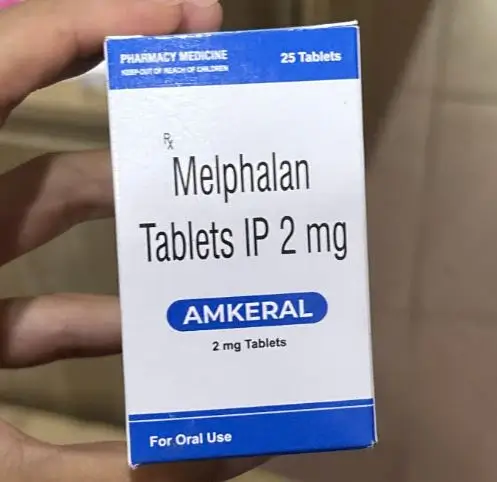 PHARMACY MEDICINE
KEEP OUT OF REACH OF CHILDREN
25 Tablets
Rx
Melphalan
Tablets IP 2 mg
AMKERAL
2 mg Tablets
For Oral Use